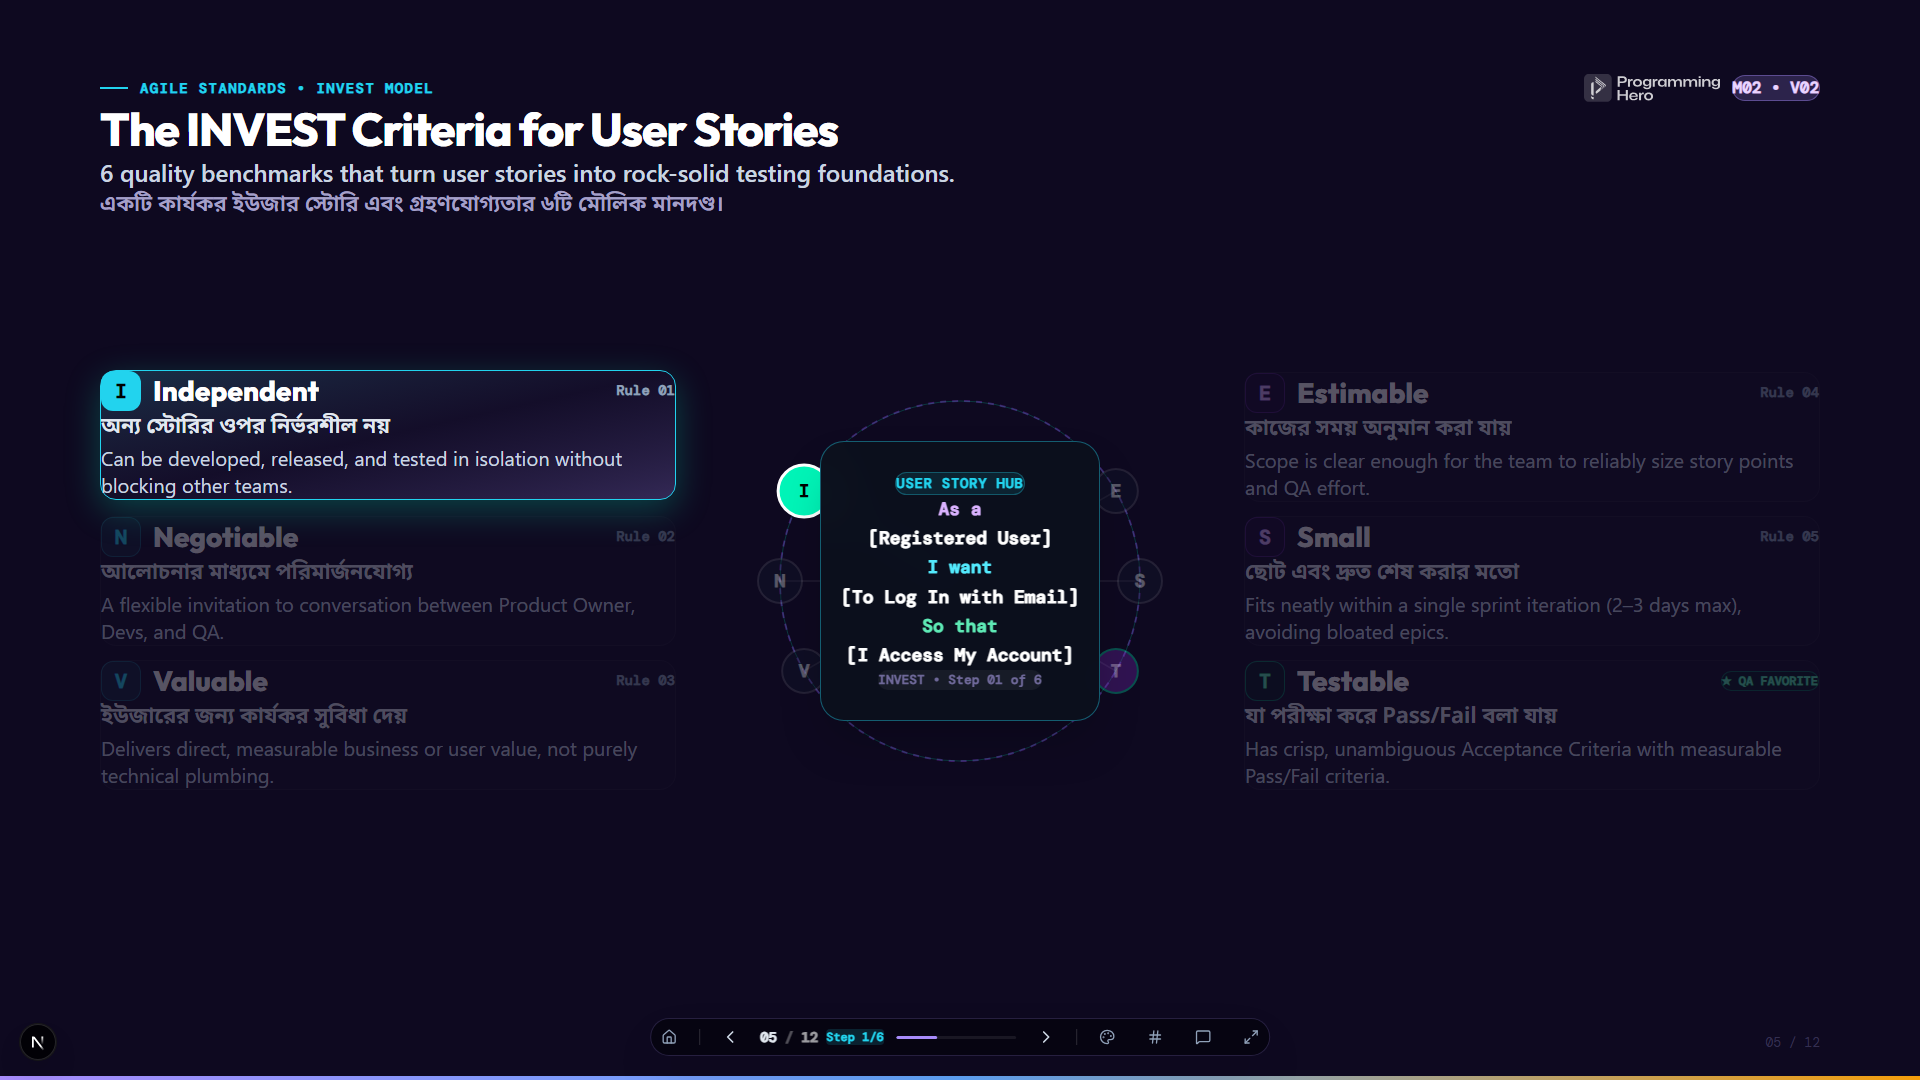 AGILE STANDARDS • INVEST MODEL
The INVEST Criteria for User Stories
6 quality benchmarks that turn user stories into rock-solid testing foundations.
একটি কার্যকর ইউজার স্টোরি এবং গ্রহণযোগ্যতার ৬টি মৌলিক মানদণ্ড।
Programming
Hero
M02 • V02
I Independent Rule 01
অন্য স্টোরির ওপর নির্ভরশীল নয়
Can be developed, released, and tested in isolation without
blocking other teams.
N Negotiable Rule 02
আলোচনার মাধ্যমে পরিমার্জনযোগ্য
A flexible invitation to conversation between Product Owner,
Devs, and QA.
V Valuable Rule 03
ইউজারের জন্য কার্যকর সুবিধা দেয়
Delivers direct, measurable business or user value, not purely
technical plumbing.
I
N
V
USER STORY HUB
As a
[Registered User]
I want
[To Log In with Email]
So that
[I Access My Account]
INVEST • Step 01 of 6
E
S
T
E Estimable Rule 04
কাজের সময় অনুমান করা যায়
Scope is clear enough for the team to reliably size story points
and QA effort.
S Small Rule 05
ছোট এবং দ্রুত শেষ করার মতো
Fits neatly within a single sprint iteration (2–3 days max),
avoiding bloated epics.
T Testable ★ QA FAVORITE
যা পরীক্ষা করে Pass/Fail বলা যায়
Has crisp, unambiguous Acceptance Criteria with measurable
Pass/Fail criteria.
N
05 / 12 Step 1/6
05 / 12